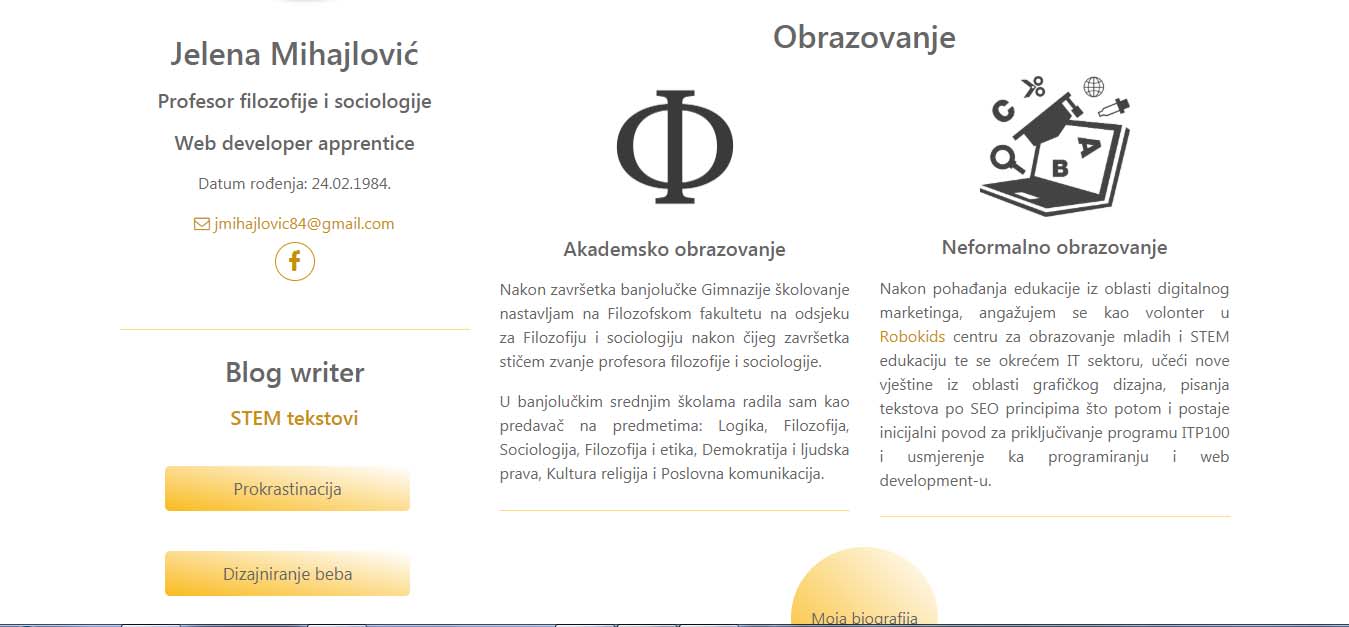 Jelena Mihajlović
Profesor filozofije i sociologije
Web developer apprentice
Datum rođenja: 24.02.1984.
jmihajlovic84@gmail.com
Blog writer
STEM tekstovi
Prokrastinacija
Dizajniranje beba
Obrazovanje
Φ
Akademsko obrazovanje
Nakon završetka banjolučke Gimnazije školovanje
nastavljam na Filozofskom fakultetu na odsjeku
za Filozofiju i sociologiju nakon čijeg završetka
stičem zvanje profesora filozofije i sociologije.
U banjolučkim srednjim školama radila sam kao
predavač na predmetima: Logika, Filozofija,
Sociologija, Filozofija i etika, Demokratija i ljudska
prava, Kultura religija i Poslovna komunikacija.
C
A
B
Neformalno obrazovanje
Nakon pohađanja edukacije iz oblasti digitalnog
marketinga, angažujem se kao volonter u
Robokids centru za obrazovanje mladih i STEM
edukaciju te se okrećem IT sektoru, učeći nove
vještine iz oblasti grafičkog dizajna, pisanja
tekstova po SEO principima što potom i postaje
inicijalni povod za priključivanje programu ITP100
i usmjerenje ka programiranju i web
development-u.
Moja biografija